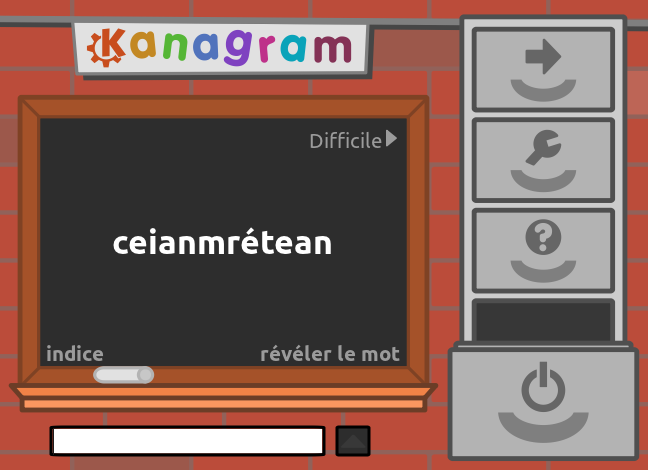 Kanagram
Difficile
ceianmrétean
indice
révéler le mot